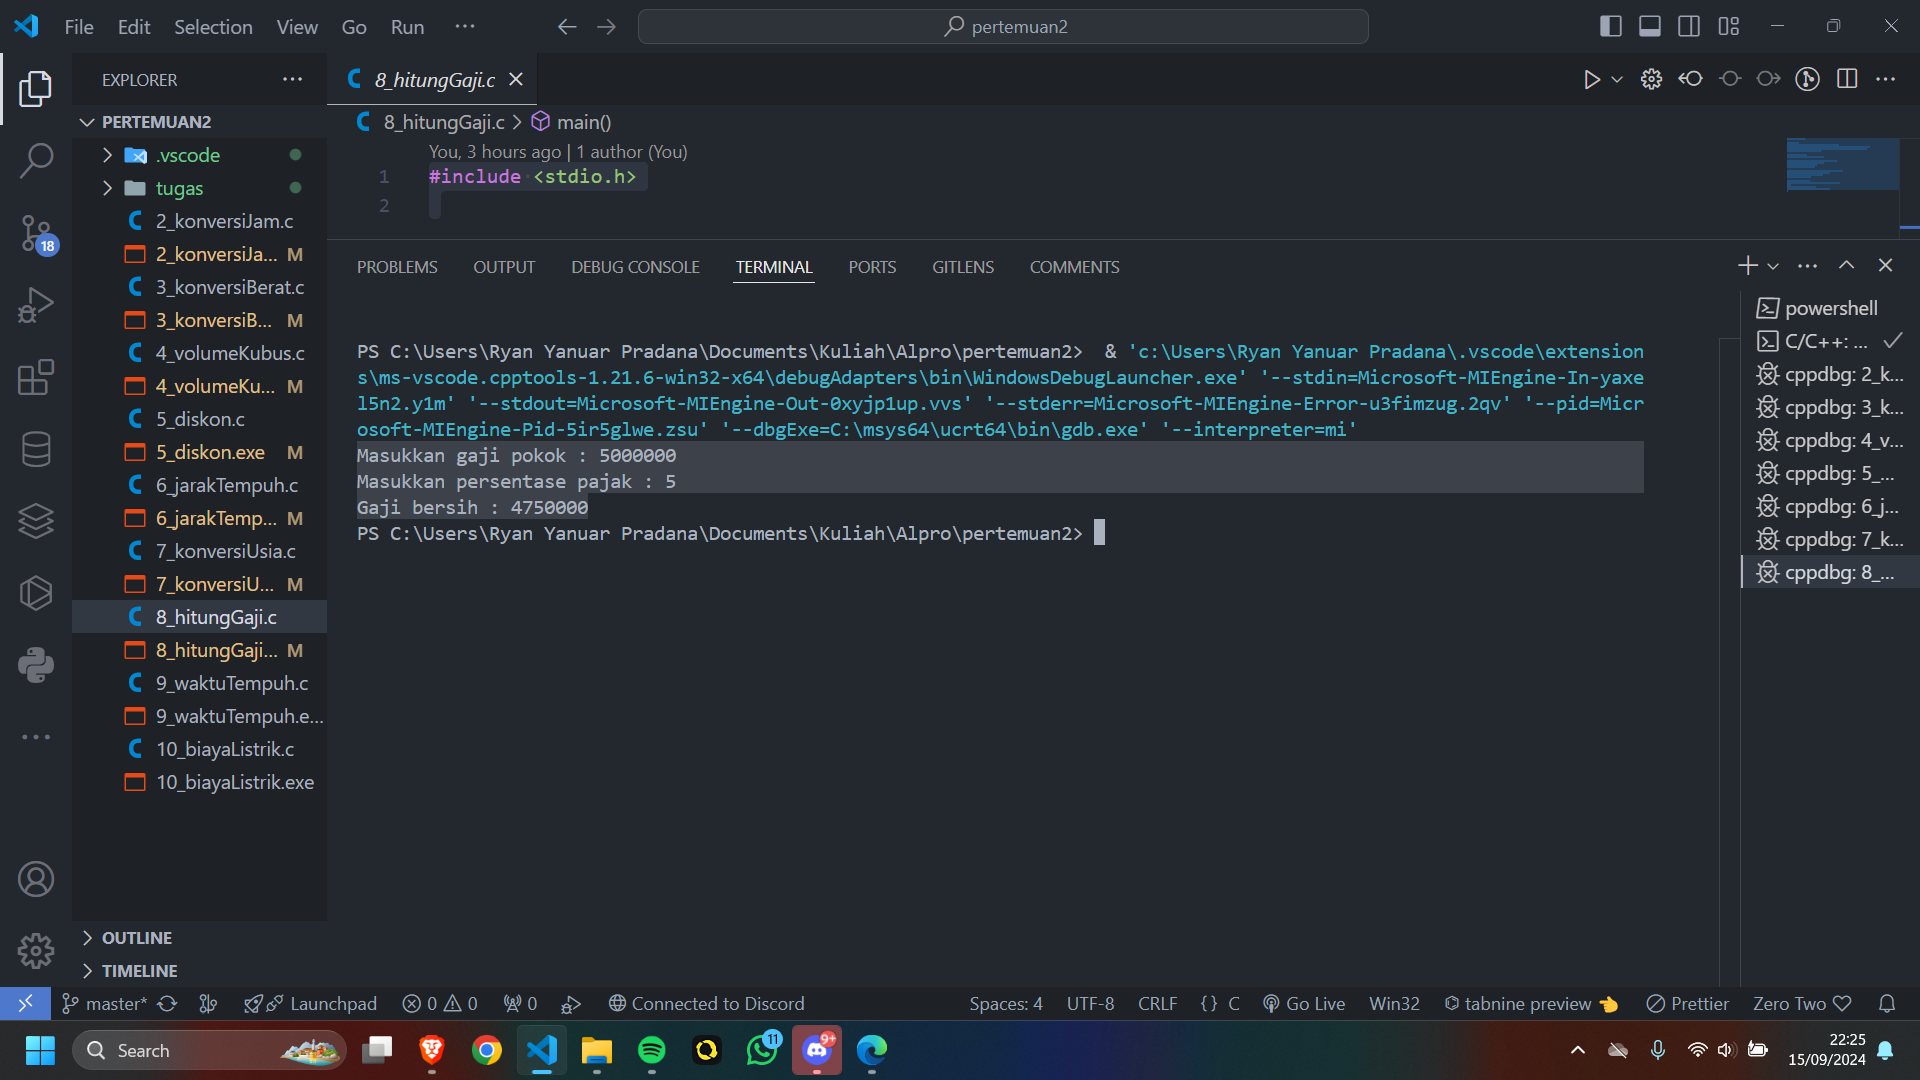 File Edit Selection View Go Run ···
pertemuan2
EXPLORER
8_hitungGaji.c
PERTEMUAN2
8_hitungGaji.c > main()
.vscode
tugas
2_konversiJam.c
2_konversiJa... M
3_konversiBerat.c
3_konversiB... M
4_volumeKubus.c
4_volumeKu... M
5_diskon.c
5_diskon.exe M
6_jarakTempuh.c
6_jarakTemp... M
7_konversiUsia.c
7_konversiU... M
8_hitungGaji.c
8_hitungGaji... M
9_waktuTempuh.c
9_waktuTempuh.e...
10_biayaListrik.c
10_biayaListrik.exe
OUTLINE
TIMELINE
18
You, 3 hours ago | 1 author (You)
1 #include <stdio.h>
2
PROBLEMS OUTPUT DEBUG CONSOLE TERMINAL PORTS GITLENS COMMENTS
PS C:\Users\Ryan Yanuar Pradana\Documents\Kuliah\Alpro\pertemuan2> & 'c:\Users\Ryan Yanuar Pradana\.vscode\extension
s\ms-vscode.cpptools-1.21.6-win32-x64\debugAdapters\bin\WindowsDebugLauncher.exe' '--stdin=Microsoft-MIEngine-In-yaxe
l5n2.y1m' '--stdout=Microsoft-MIEngine-Out-0xyjp1up.vvs' '--stderr=Microsoft-MIEngine-Error-u3fimzug.2qv' '--pid=Micr
osoft-MIEngine-Pid-5ir5glwe.zsu' '--dbgExe=C:\msys64\ucrt64\bin\gdb.exe' '--interpreter=mi'
Masukkan gaji pokok : 5000000
Masukkan persentase pajak : 5
Gaji bersih : 4750000
PS C:\Users\Ryan Yanuar Pradana\Documents\Kuliah\Alpro\pertemuan2>
powershell
C/C++: ...
cppdbg: 2_k...
cppdbg: 3_k...
cppdbg: 4_v...
cppdbg: 5_...
cppdbg: 6_j...
cppdbg: 7_k...
cppdbg: 8_...
master* Launchpad 0 0 0 Connected to Discord Spaces: 4 UTF-8 CRLF {} C Go Live Win32 tabnine preview 👈 Prettier Zero Two
Search
11
9+
22:25
15/09/2024